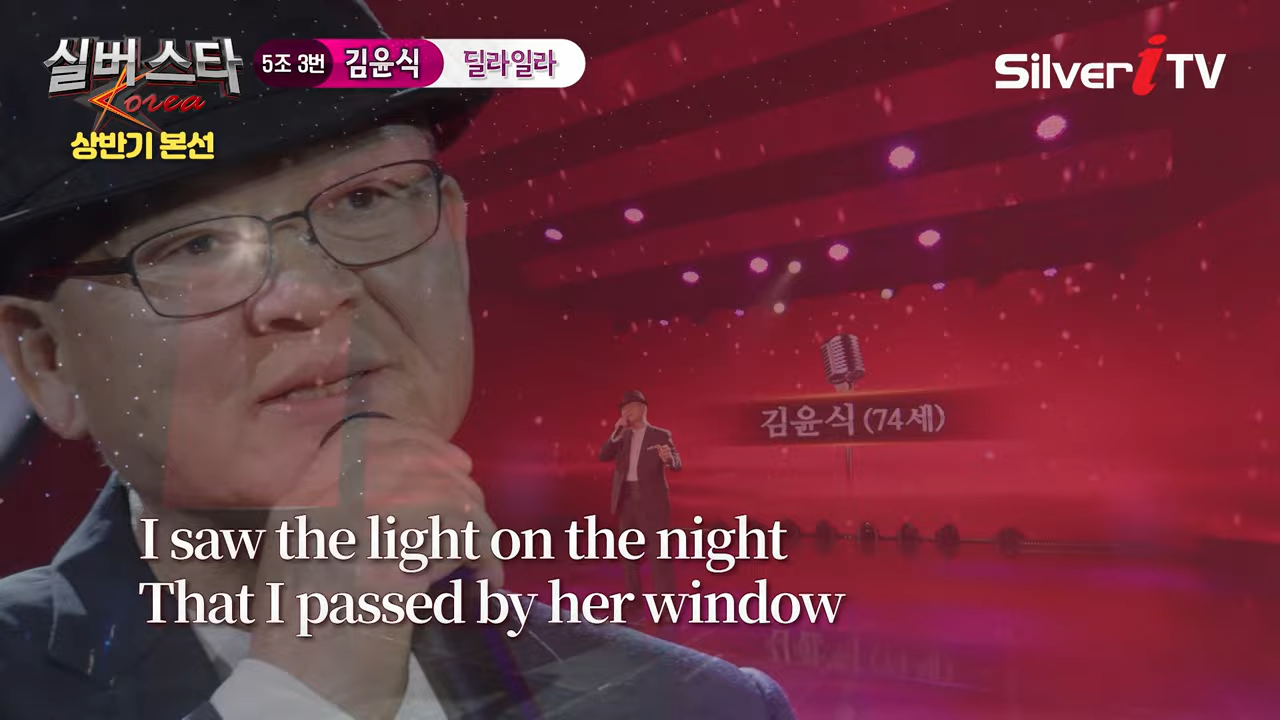 실버스타
Korea
상반기 본선
5조 3번 김윤식 딜라일라
Silver i TV
김윤식 (74세)
I saw the light on the night
That I passed by her window